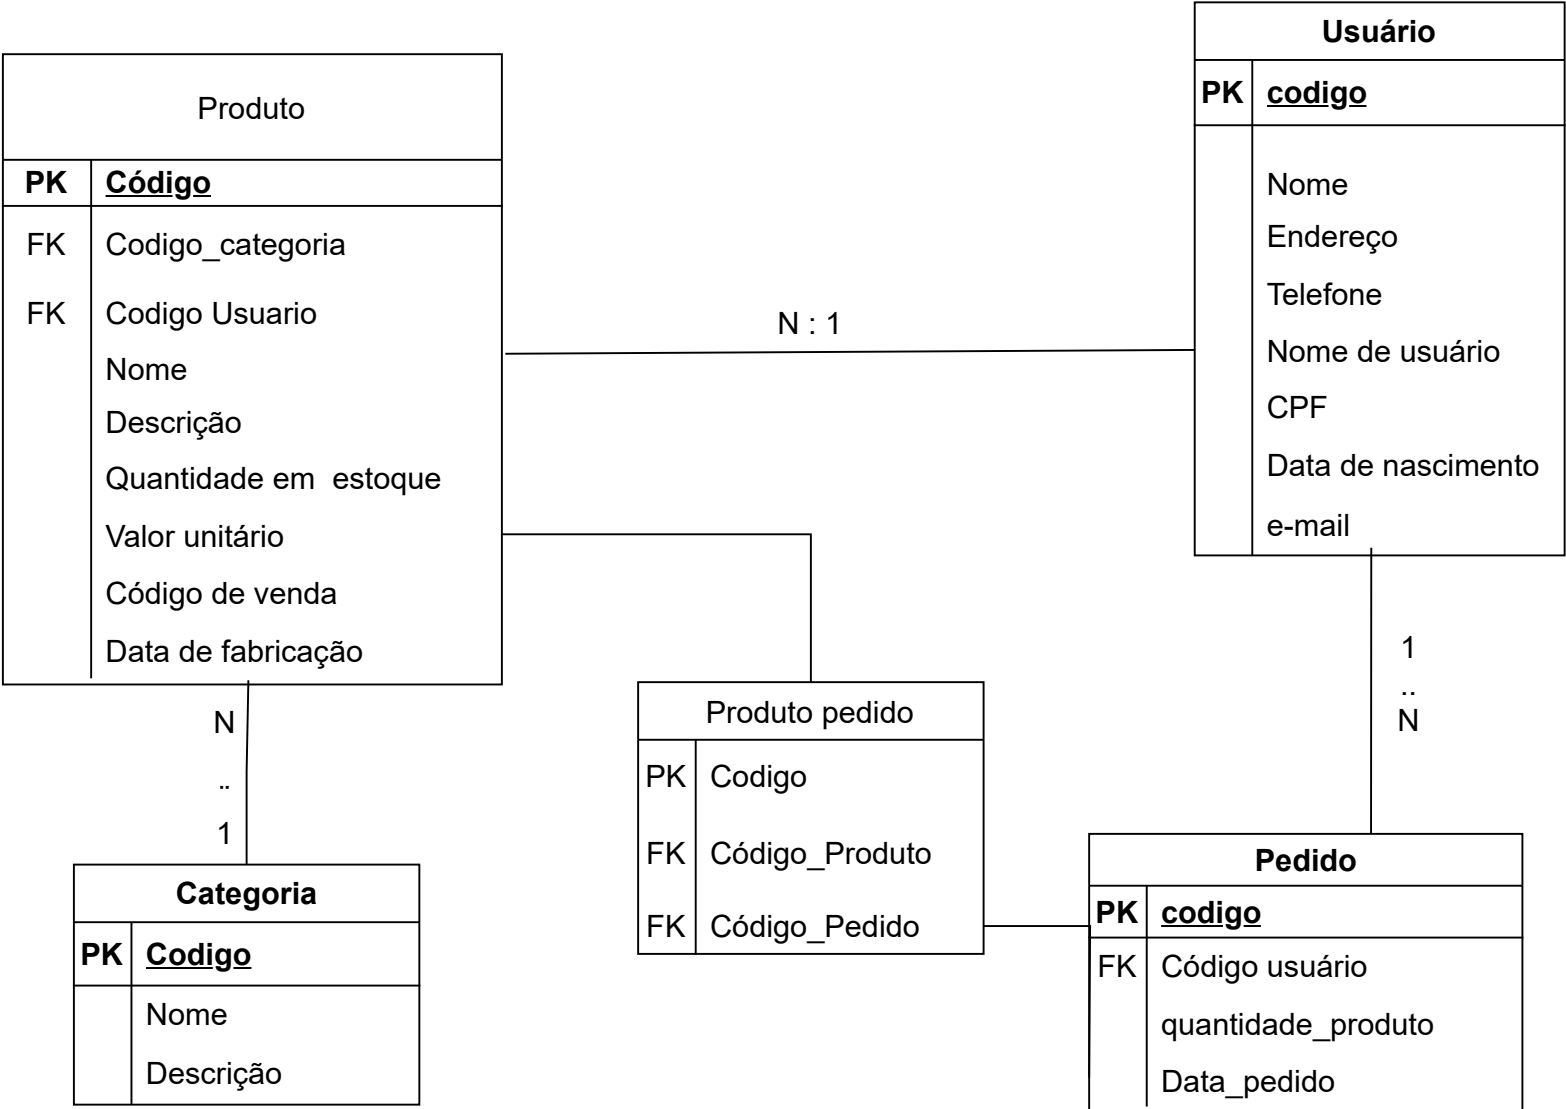 Produto
PK Código
FK Codigo_categoria
FK Codigo Usuario
Nome
Descrição
Quantidade em  estoque
Valor unitário
Código de venda
Data de fabricação
N : 1
Usuário
PK codigo
Nome
Endereço
Telefone
Nome de usuário
CPF
Data de nascimento
e-mail
N
..
1
1
..
N
Categoria
PK Codigo
Nome
Descrição
Produto pedido
PK Codigo
FK Código_Produto
FK Código_Pedido
Pedido
PK codigo
FK Código usuário
quantidade_produto
Data_pedido